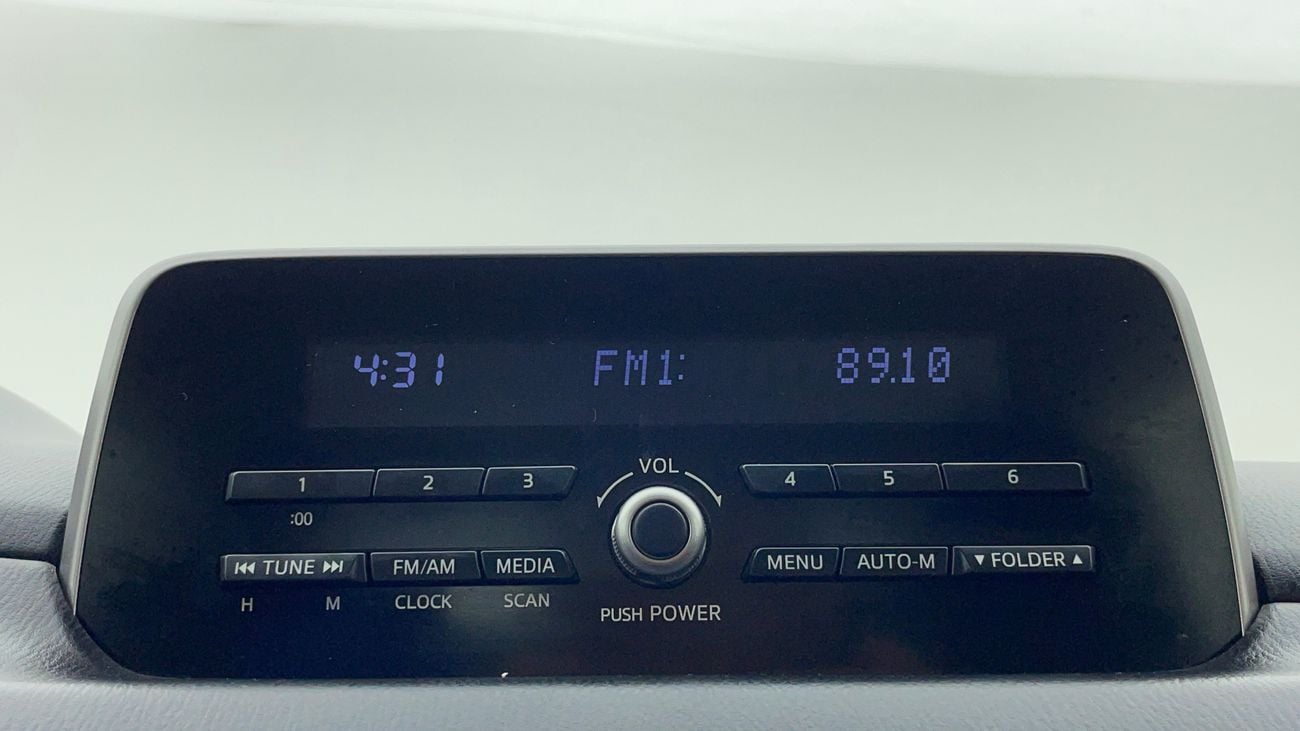 4:31 FM1: 89.10
VOL
1 2 3 4 5 6
:00
⏮ TUNE ⏭ FM/AM MEDIA MENU AUTO-M ▼ FOLDER ▲
H M CLOCK SCAN
PUSH POWER